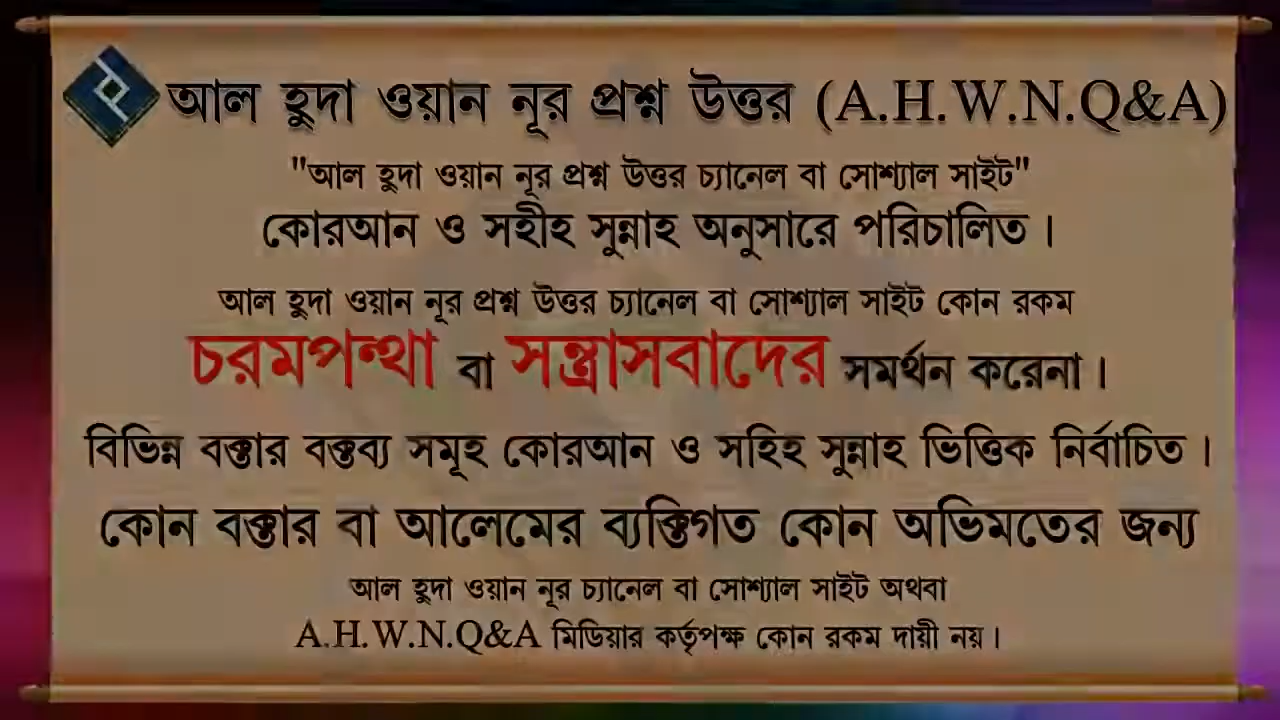 আল হুদা ওয়ান নূর প্রশ্ন উত্তর (A.H.W.N.Q&A)
"আল হুদা ওয়ান নূর প্রশ্ন উত্তর চ্যানেল বা সোশ্যাল সাইট"
কোরআন ও সহীহ সুন্নাহ অনুসারে পরিচালিত ।
আল হুদা ওয়ান নূর প্রশ্ন উত্তর চ্যানেল বা সোশ্যাল সাইট কোন রকম
চরমপন্থা বা সন্ত্রাসবাদের সমর্থন করেনা ।
বিভিন্ন বক্তার বক্তব্য সমূহ কোরআন ও সহিহ সুন্নাহ ভিত্তিক নির্বাচিত ।
কোন বক্তার বা আলেমের ব্যক্তিগত কোন অভিমতের জন্য
আল হুদা ওয়ান নূর চ্যানেল বা সোশ্যাল সাইট অথবা
A.H.W.N.Q&A মিডিয়ার কর্তৃপক্ষ কোন রকম দায়ী নয় ।